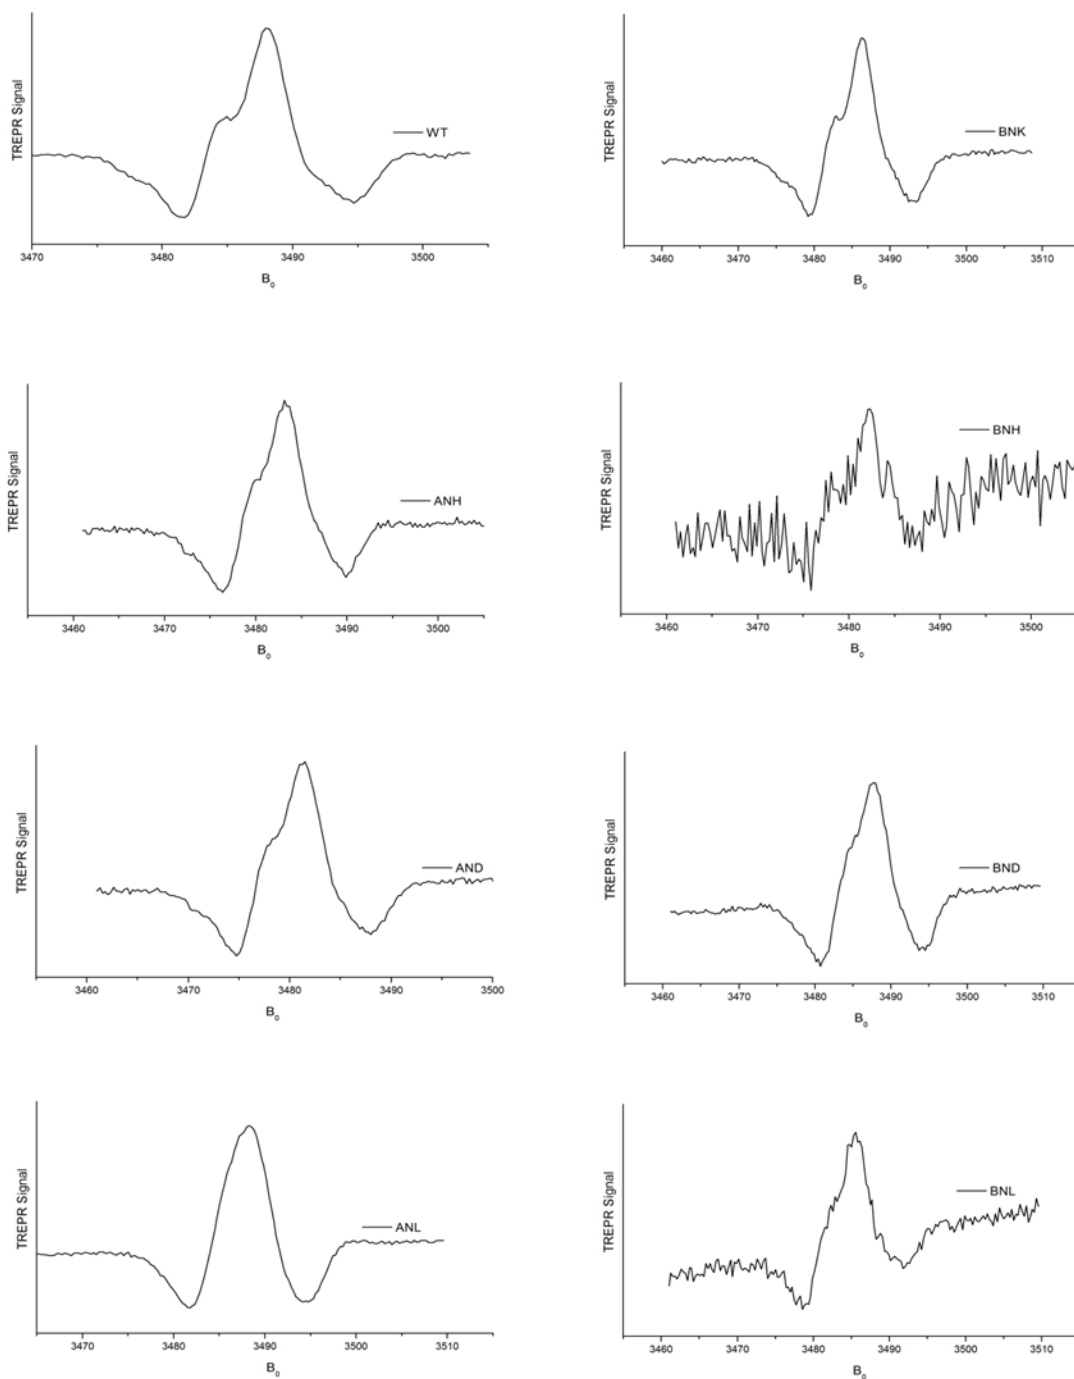 TREPR Signal
WT
3470 3480 3490 3500
B0
TREPR Signal
BNK
3460 3470 3480 3490 3500 3510
B0
TREPR Signal
ANH
3460 3470 3480 3490 3500
B0
TREPR Signal
BNH
3460 3470 3480 3490 3500
B0
TREPR Signal
AND
3460 3470 3480 3490 3500
B0
TREPR Signal
BND
3460 3470 3480 3490 3500 3510
B0
TREPR Signal
ANL
3470 3480 3490 3500 3510
B0
TREPR Signal
BNL
3460 3470 3480 3490 3500 3510
B0